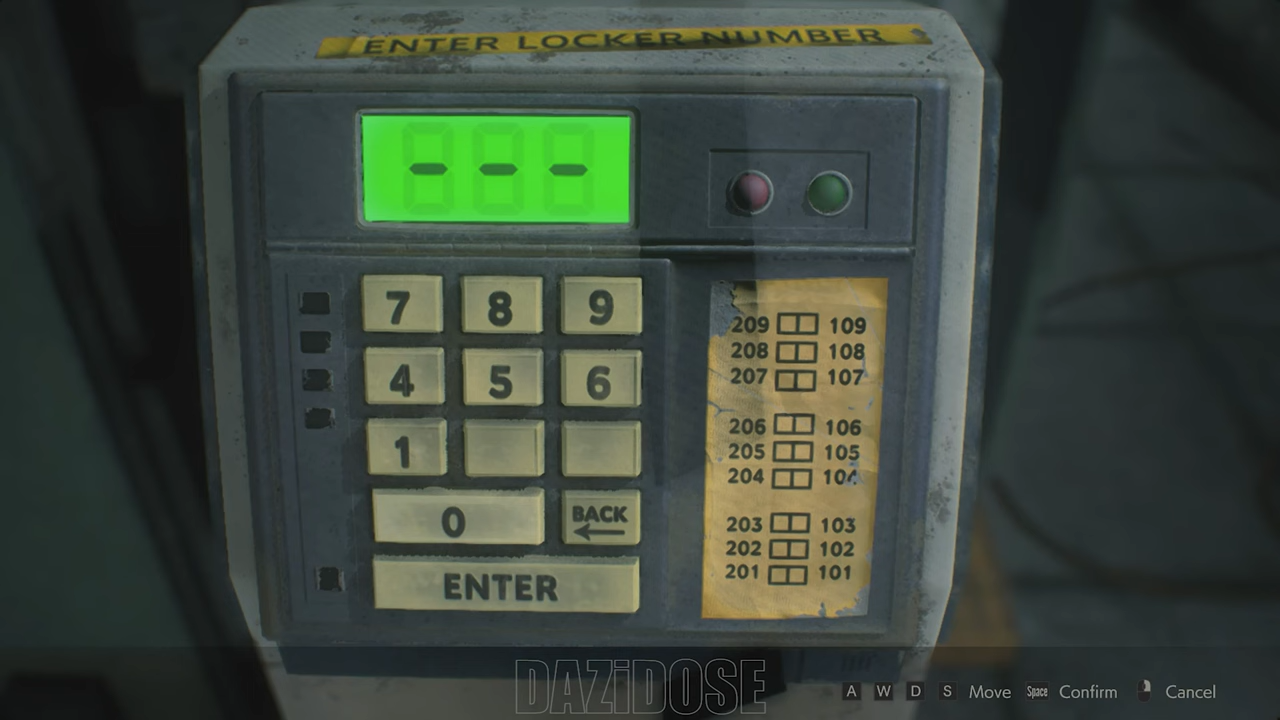 ENTER LOCKER NUMBER
7 8 9
4 5 6
1
0 BACK
ENTER
209 109
208 108
207 107
206 106
205 105
204 104
203 103
202 102
201 101
DAZiDOSE
A W D S Move Space Confirm Cancel